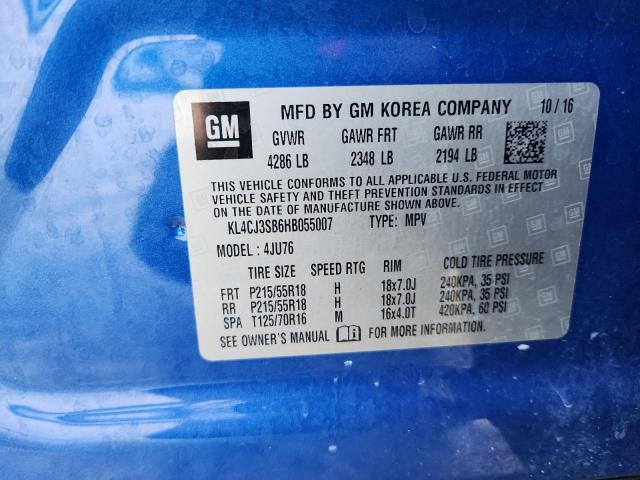 GM MFD BY GM KOREA COMPANY 10/16
GVWR GAWR FRT GAWR RR
4286 LB 2348 LB 2194 LB
THIS VEHICLE CONFORMS TO ALL APPLICABLE U.S. FEDERAL MOTOR
VEHICLE SAFETY AND THEFT PREVENTION STANDARDS IN EFFECT
ON THE DATE OF MANUFACTURE SHOWN ABOVE.
KL4CJ3SB6HB055007 TYPE: MPV
MODEL : 4JU76
TIRE SIZE SPEED RTG RIM COLD TIRE PRESSURE
FRT P215/55R18 H 18x7.0J 240KPA, 35 PSI
RR P215/55R18 H 18x7.0J 240KPA, 35 PSI
SPA T125/70R16 M 16x4.0T 420KPA, 60 PSI
SEE OWNER'S MANUAL FOR MORE INFORMATION